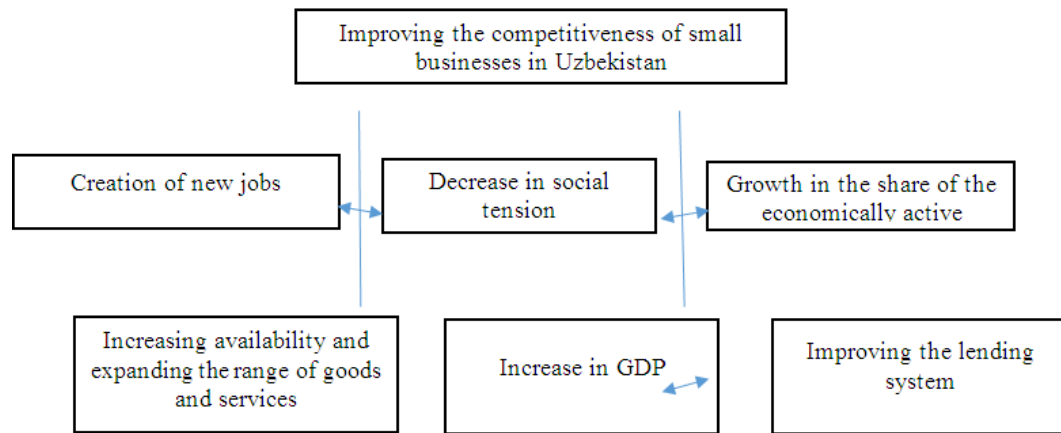 Improving the competitiveness of small
businesses in Uzbekistan
Creation of new jobs
Decrease in social
tension
Growth in the share of the
economically active
Increasing availability and
expanding the range of goods
and services
Increase in GDP
Improving the lending
system